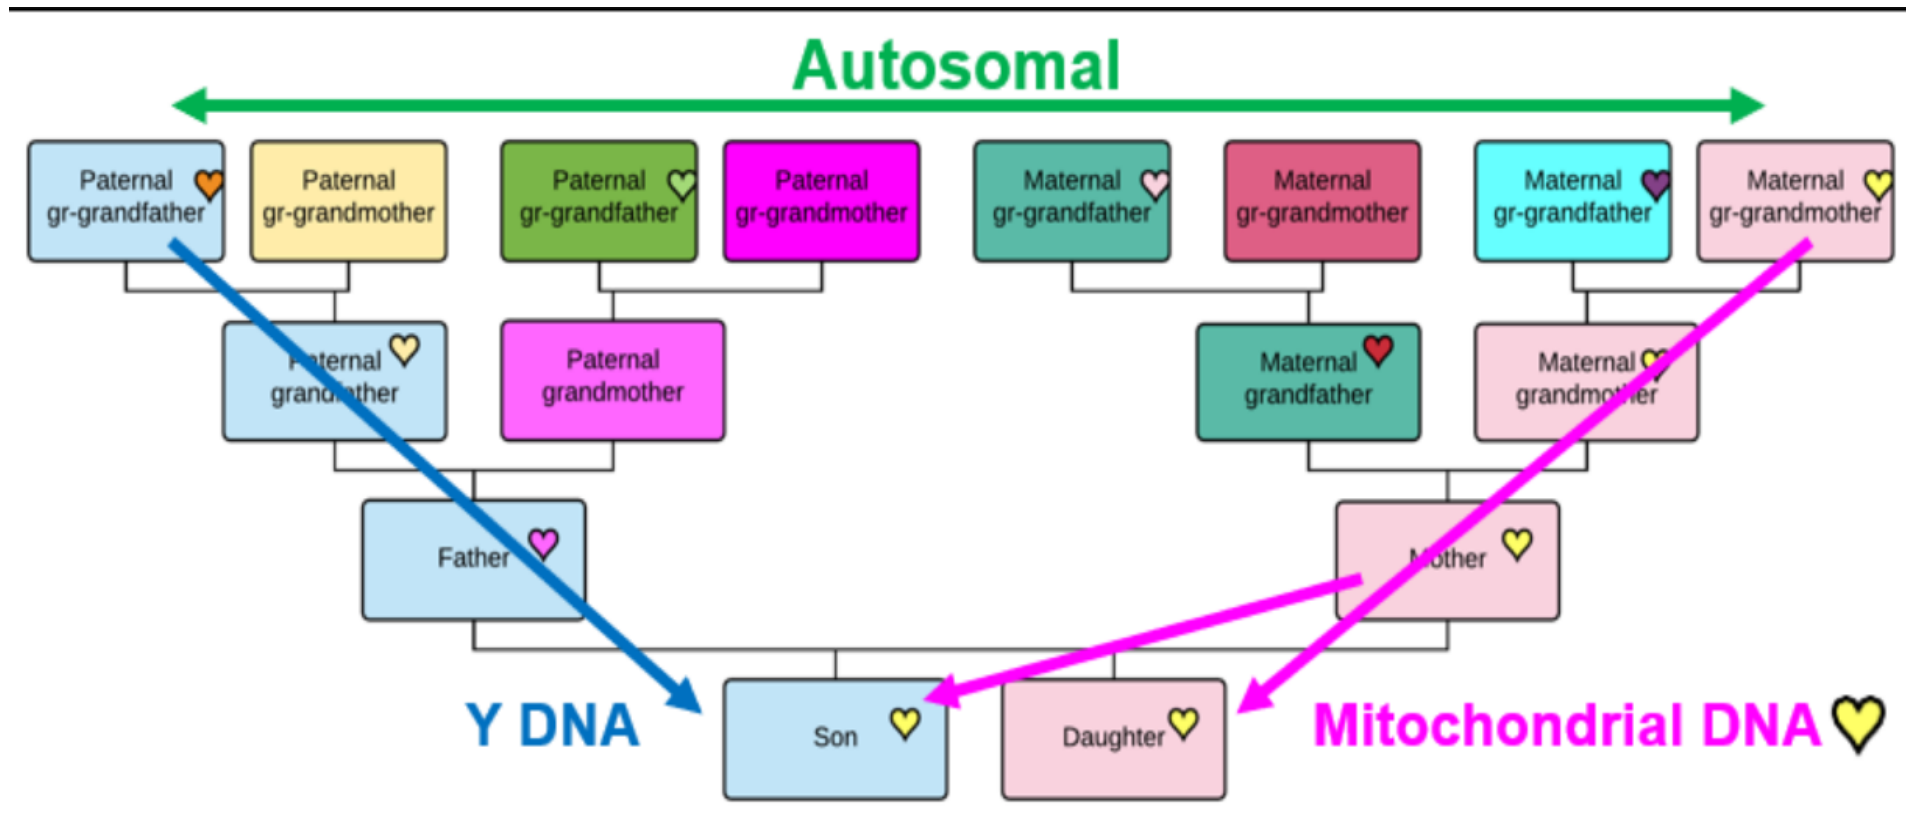 Autosomal
Paternal
gr-grandfather
Paternal
gr-grandmother
Paternal
gr-grandfather
Paternal
gr-grandmother
Maternal
gr-grandfather
Maternal
gr-grandmother
Maternal
gr-grandfather
Maternal
gr-grandmother
Paternal
grandfather
Paternal
grandmother
Maternal
grandfather
Maternal
grandmother
Father
Mother
Y DNA
Son
Daughter
Mitochondrial DNA